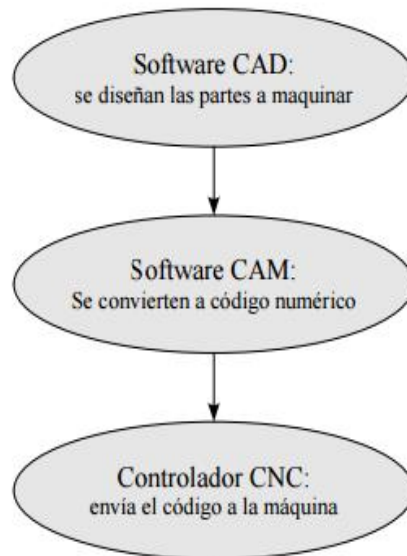 Software CAD:
se diseñan las partes a maquinar
Software CAM:
Se convierten a código numérico
Controlador CNC:
envía el código a la máquina